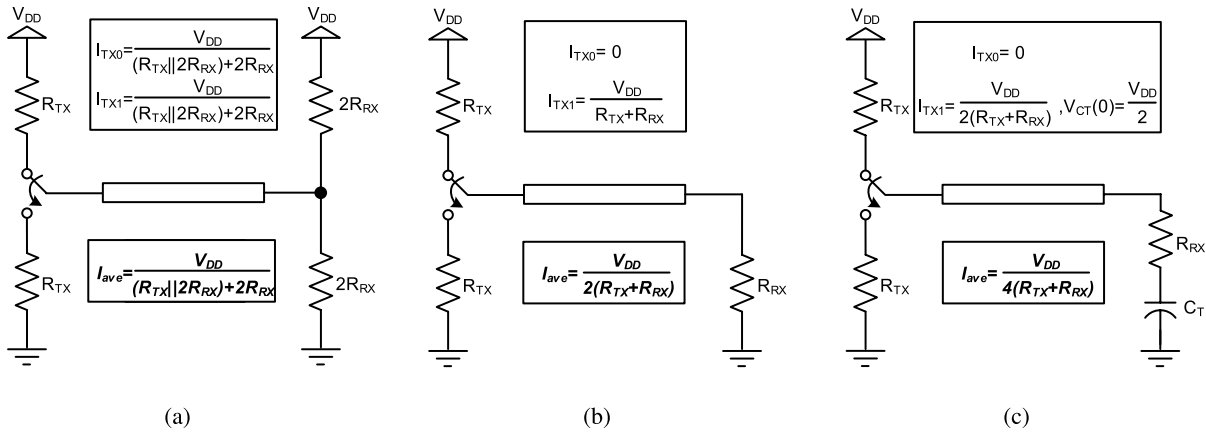 V_DD
I_TX0= V_DD / (R_TX||2R_RX)+2R_RX
I_TX1= V_DD / (R_TX||2R_RX)+2R_RX
V_DD
R_TX
2R_RX
I_ave= V_DD / (R_TX||2R_RX)+2R_RX
R_TX
2R_RX
(a)
V_DD
I_TX0= 0
I_TX1= V_DD / R_TX+R_RX
R_TX
I_ave= V_DD / 2(R_TX+R_RX)
R_TX
R_RX
(b)
V_DD
I_TX0= 0
I_TX1= V_DD / 2(R_TX+R_RX) ,V_CT(0)= V_DD / 2
R_TX
R_RX
I_ave= V_DD / 4(R_TX+R_RX)
R_TX
C_T
(c)